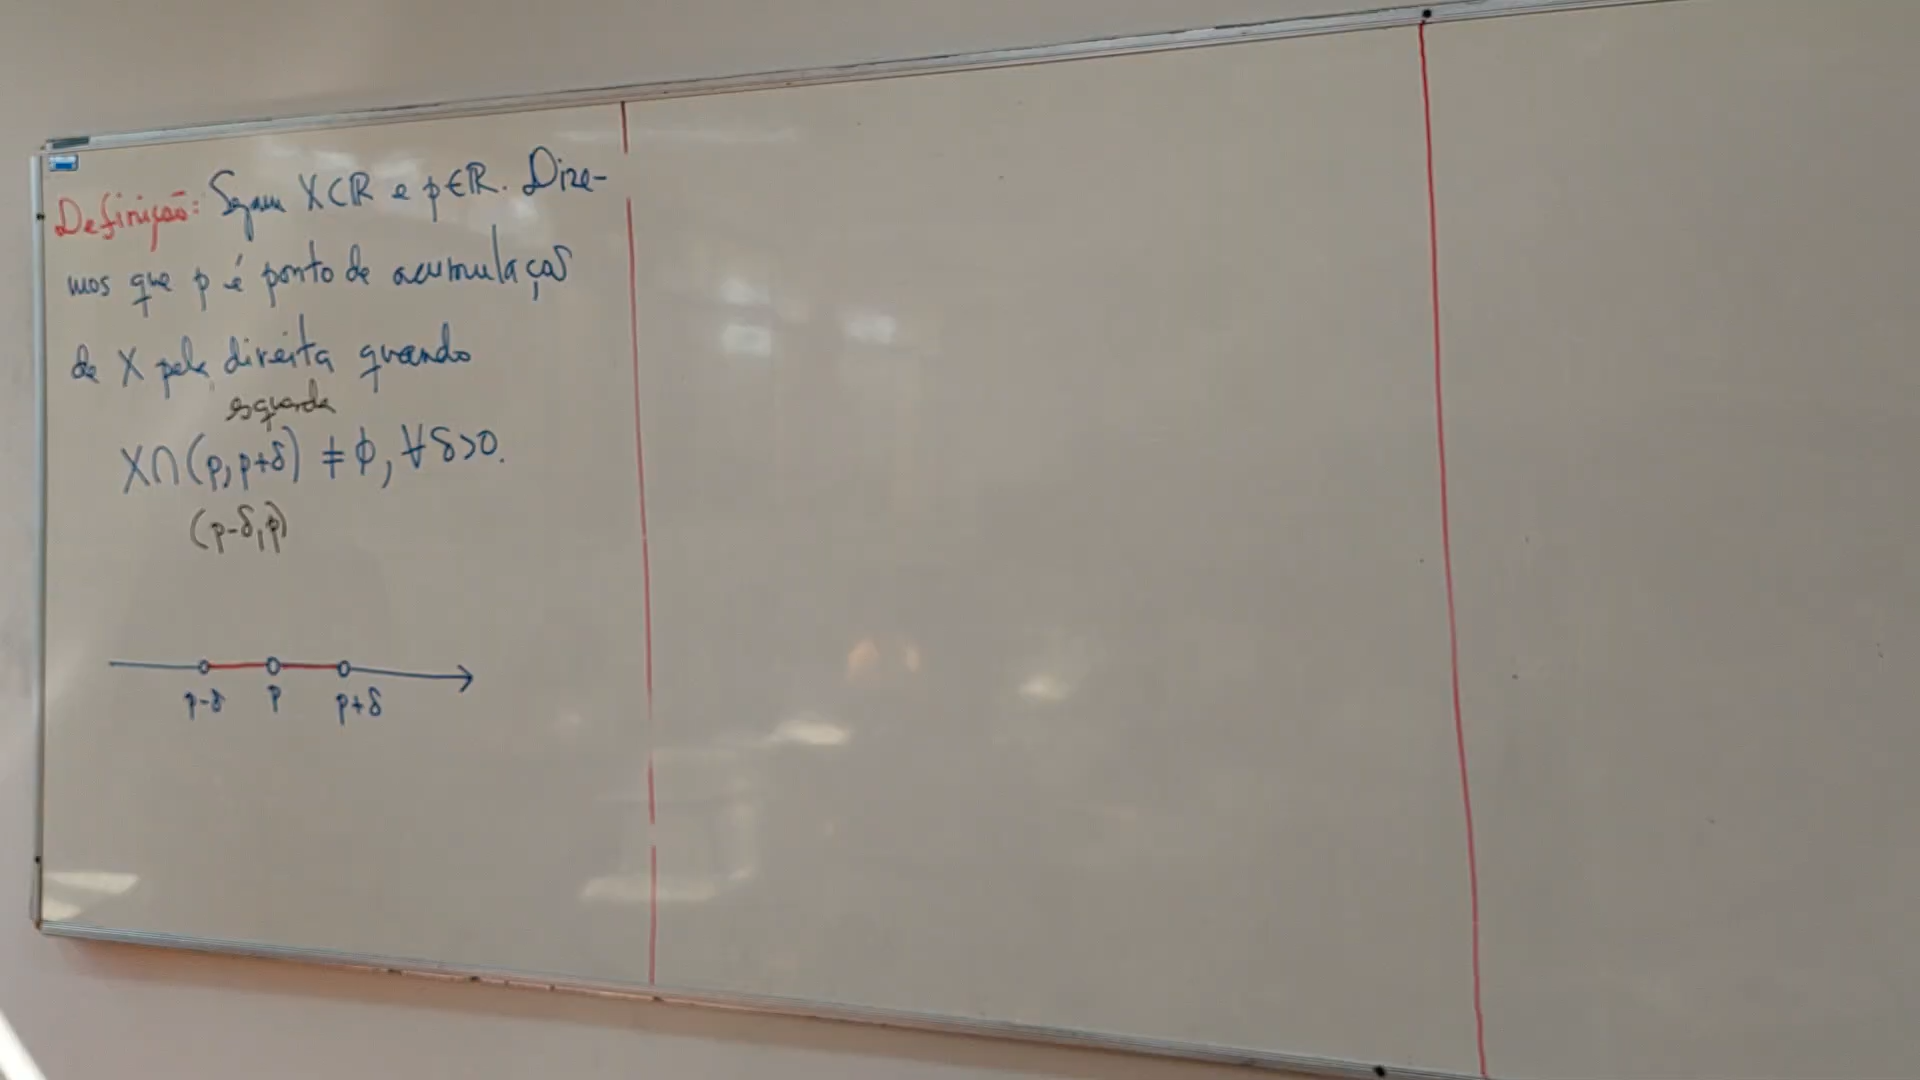 Definição: Sejam X⊂ℝ e p∈ℝ. Dize-
mos que p é ponto de acumulação
de X pela direita quando
esquerda
X∩(p,p+δ) ≠ ϕ, ∀δ>0.
(p-δ,p)
p-δ p p+δ